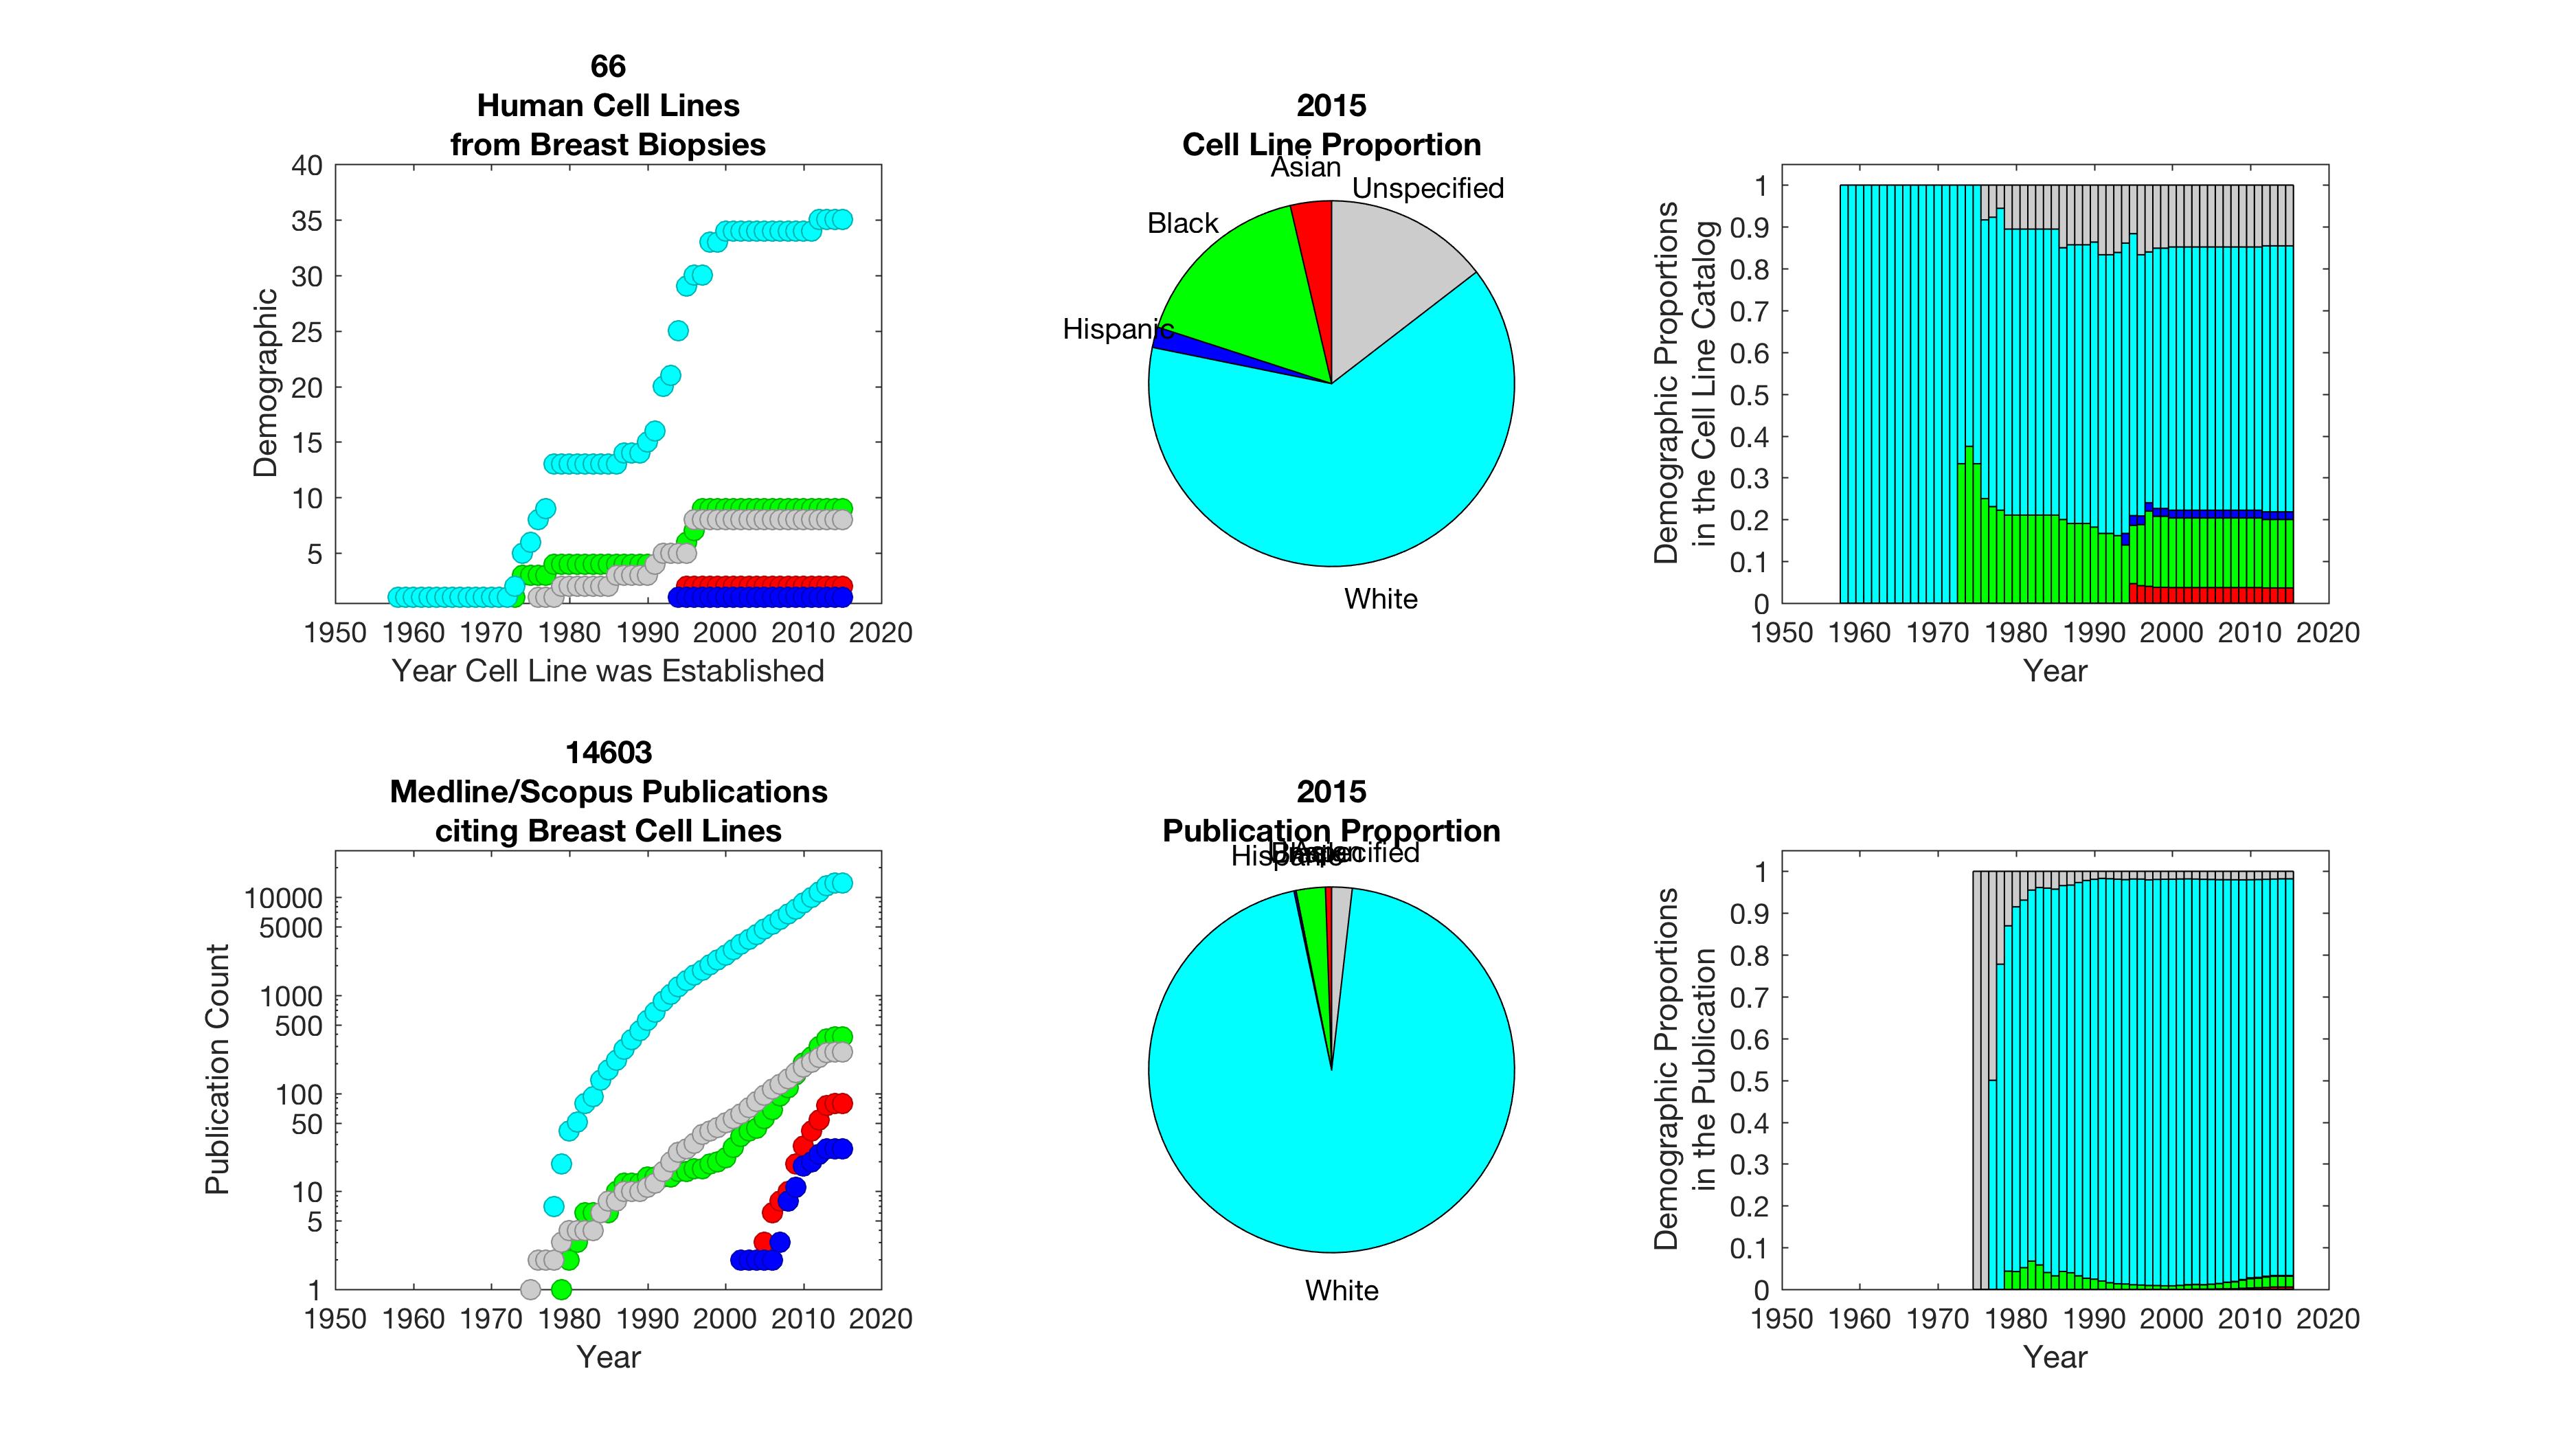 66
Human Cell Lines
from Breast Biopsies
40
35
30
25
20
15
10
5
Demographic
1950 1960 1970 1980 1990 2000 2010 2020
Year Cell Line was Established
2015
Cell Line Proportion
Asian
Unspecified
Black
Hispanic
White
1
0.9
0.8
0.7
0.6
0.5
0.4
0.3
0.2
0.1
0
Demographic Proportions
in the Cell Line Catalog
1950 1960 1970 1980 1990 2000 2010 2020
Year
14603
Medline/Scopus Publications
citing Breast Cell Lines
10000
5000
1000
500
100
50
10
5
1
Publication Count
1950 1960 1970 1980 1990 2000 2010 2020
Year
2015
Publication Proportion
Hispanic
White
1
0.9
0.8
0.7
0.6
0.5
0.4
0.3
0.2
0.1
0
Demographic Proportions
in the Publication
1950 1960 1970 1980 1990 2000 2010 2020
Year